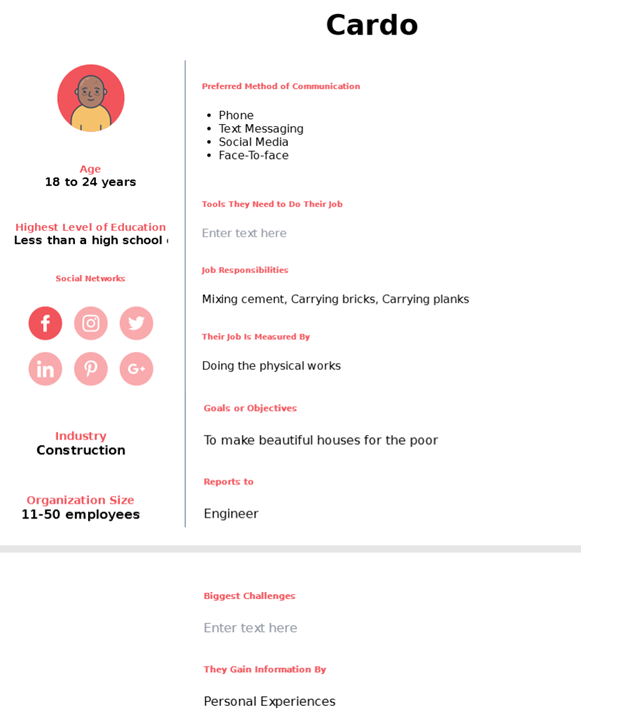 Cardo
Age
18 to 24 years
Highest Level of Education
Less than a high school
Social Networks
Industry
Construction
Organization Size
11-50 employees
Preferred Method of Communication
• Phone
• Text Messaging
• Social Media
• Face-To-face
Tools They Need to Do Their Job
Enter text here
Job Responsibilities
Mixing cement, Carrying bricks, Carrying planks
Their Job Is Measured By
Doing the physical works
Goals or Objectives
To make beautiful houses for the poor
Reports to
Engineer
Biggest Challenges
Enter text here
They Gain Information By
Personal Experiences